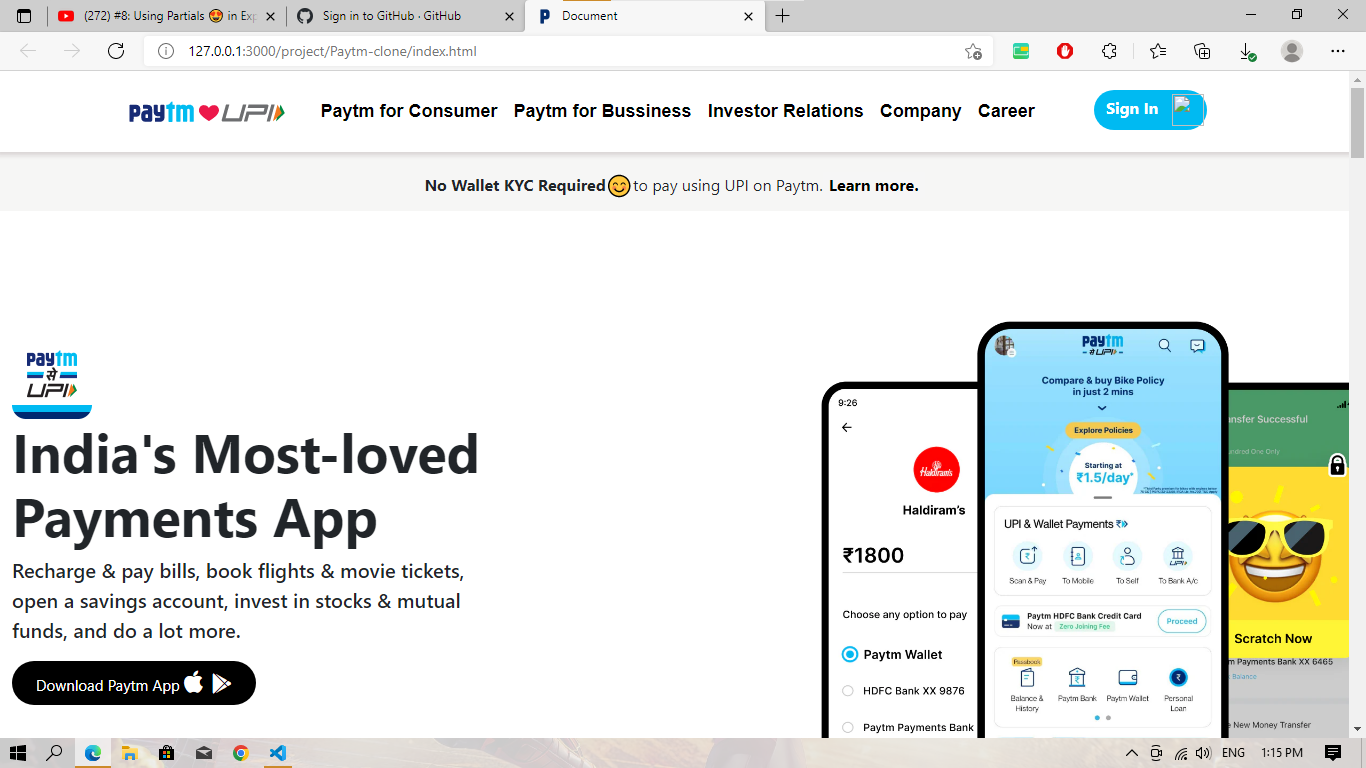 (272) #8: Using Partials 😍 in Exp
Sign in to GitHub · GitHub
Document
127.0.0.1:3000/project/Paytm-clone/index.html
paytm ❤ UPI
Paytm for Consumer
Paytm for Bussiness
Investor Relations
Company
Career
Sign In
No Wallet KYC Required 😊 to pay using UPI on Paytm. Learn more.
paytm
से
UPI
India's Most-loved
Payments App
Recharge & pay bills, book flights & movie tickets,
open a savings account, invest in stocks & mutual
funds, and do a lot more.
Download Paytm App
9:26
Haldiram's
Haldiram's
₹1800
Choose any option to pay
Paytm Wallet
HDFC Bank XX 9876
Paytm Payments Bank
paytm
UPI
Compare & buy Bike Policy
in just 2 mins
Explore Policies
Starting at
₹1.5/day*
UPI & Wallet Payments
Scan & Pay
To Mobile
To Self
To Bank A/c
Paytm HDFC Bank Credit Card
Now at Zero Joining Fee
Proceed
Passbook
Balance &
History
Paytm Bank
Paytm Wallet
Personal
Loan
nsfer Successful
undred One Only
Scratch Now
m Payments Bank XX 6465
Balance
e New Money Transfer
ENG
1:15 PM